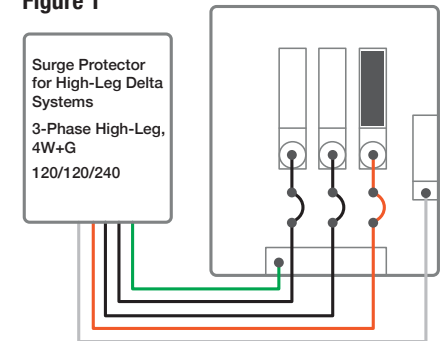 Figure 1
Surge Protector
for High-Leg Delta
Systems
3-Phase High-Leg,
4W+G
120/120/240